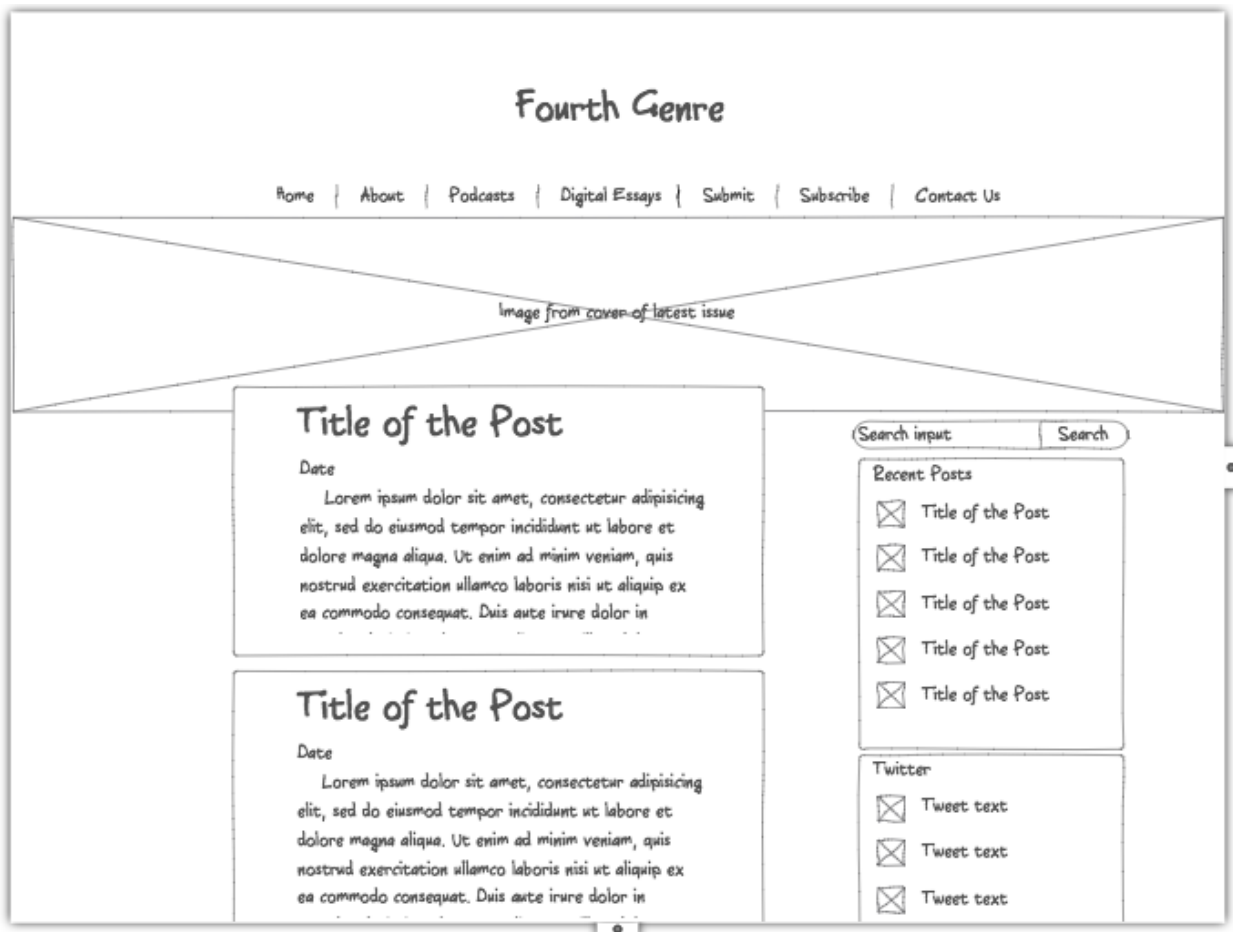 Fourth Genre
Home | About | Podcasts | Digital Essays | Submit | Subscribe | Contact Us
Image from cover of latest issue
Title of the Post
Date
Lorem ipsum dolor sit amet, consectetur adipisicing
elit, sed do eiusmod tempor incididunt ut labore et
dolore magna aliqua. Ut enim ad minim veniam, quis
nostrud exercitation ullamco laboris nisi ut aliquip ex
ea commodo consequat. Duis aute irure dolor in
Title of the Post
Date
Lorem ipsum dolor sit amet, consectetur adipisicing
elit, sed do eiusmod tempor incididunt ut labore et
dolore magna aliqua. Ut enim ad minim veniam, quis
nostrud exercitation ullamco laboris nisi ut aliquip ex
ea commodo consequat. Duis aute irure dolor in
Search input Search
Recent Posts
Title of the Post
Title of the Post
Title of the Post
Title of the Post
Title of the Post
Twitter
Tweet text
Tweet text
Tweet text